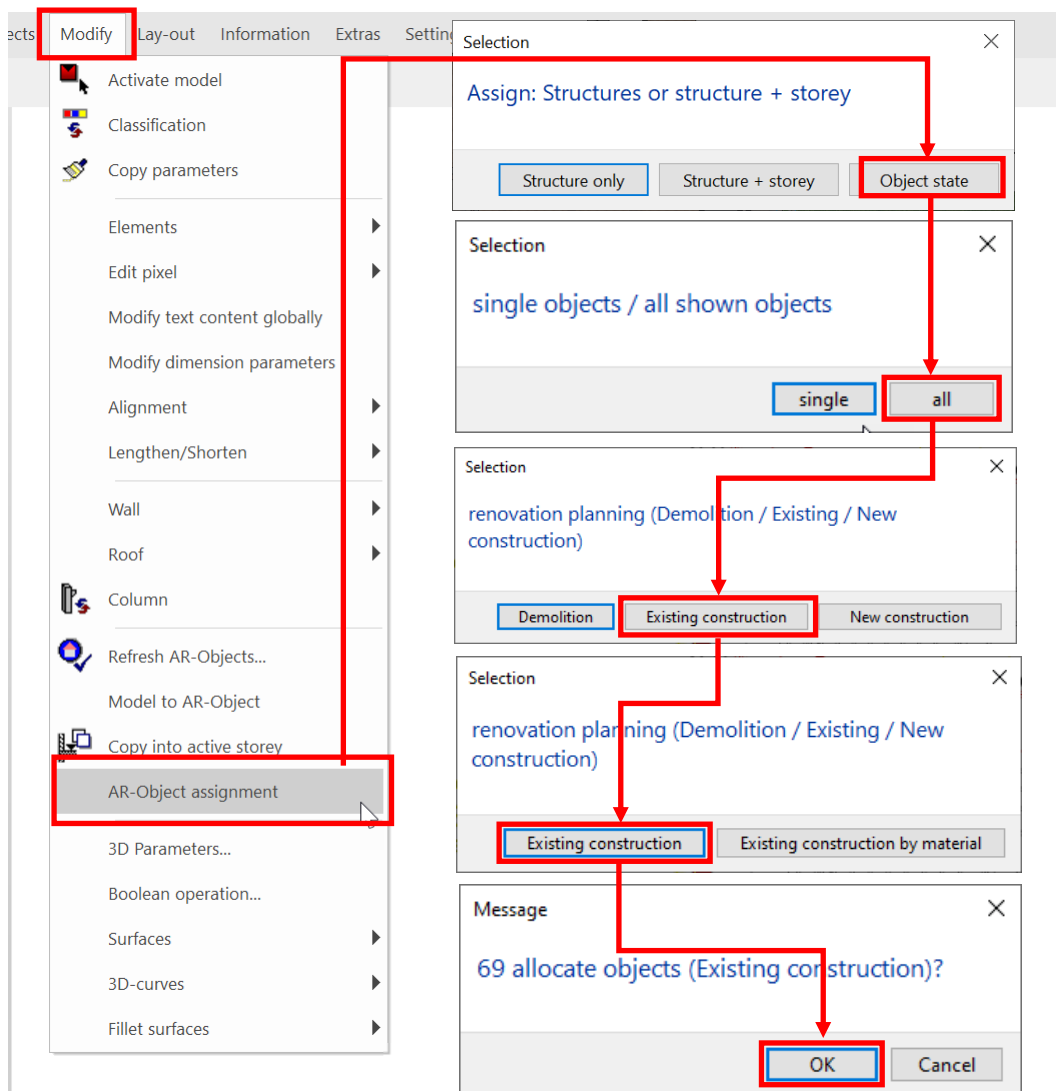 ects Modify Lay-out Information Extras Setting
Activate model
Classification
Copy parameters
Elements
Edit pixel
Modify text content globally
Modify dimension parameters
Alignment
Lengthen/Shorten
Wall
Roof
Column
Refresh AR-Objects...
Model to AR-Object
Copy into active storey
AR-Object assignment
3D Parameters...
Boolean operation...
Surfaces
3D-curves
Fillet surfaces
Selection
Assign: Structures or structure + storey
Structure only Structure + storey Object state
Selection
single objects / all shown objects
single all
Selection
renovation planning (Demolition / Existing / New
construction)
Demolition Existing construction New construction
Selection
renovation planning (Demolition / Existing / New
construction)
Existing construction Existing construction by material
Message
69 allocate objects (Existing construction)?
OK Cancel